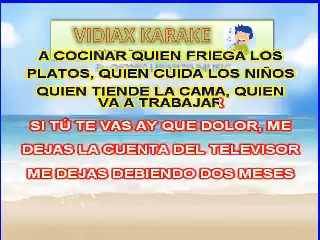 VIDIAX KARAKE
A COCINAR QUIEN FRIEGA LOS
PLATOS, QUIEN CUIDA LOS NIÑOS
QUIEN TIENDE LA CAMA, QUIEN
VA A TRABAJAR
SI TÚ TE VAS AY QUE DOLOR, ME
DEJAS LA CUENTA DEL TELEVISOR
ME DEJAS DEBIENDO DOS MESES